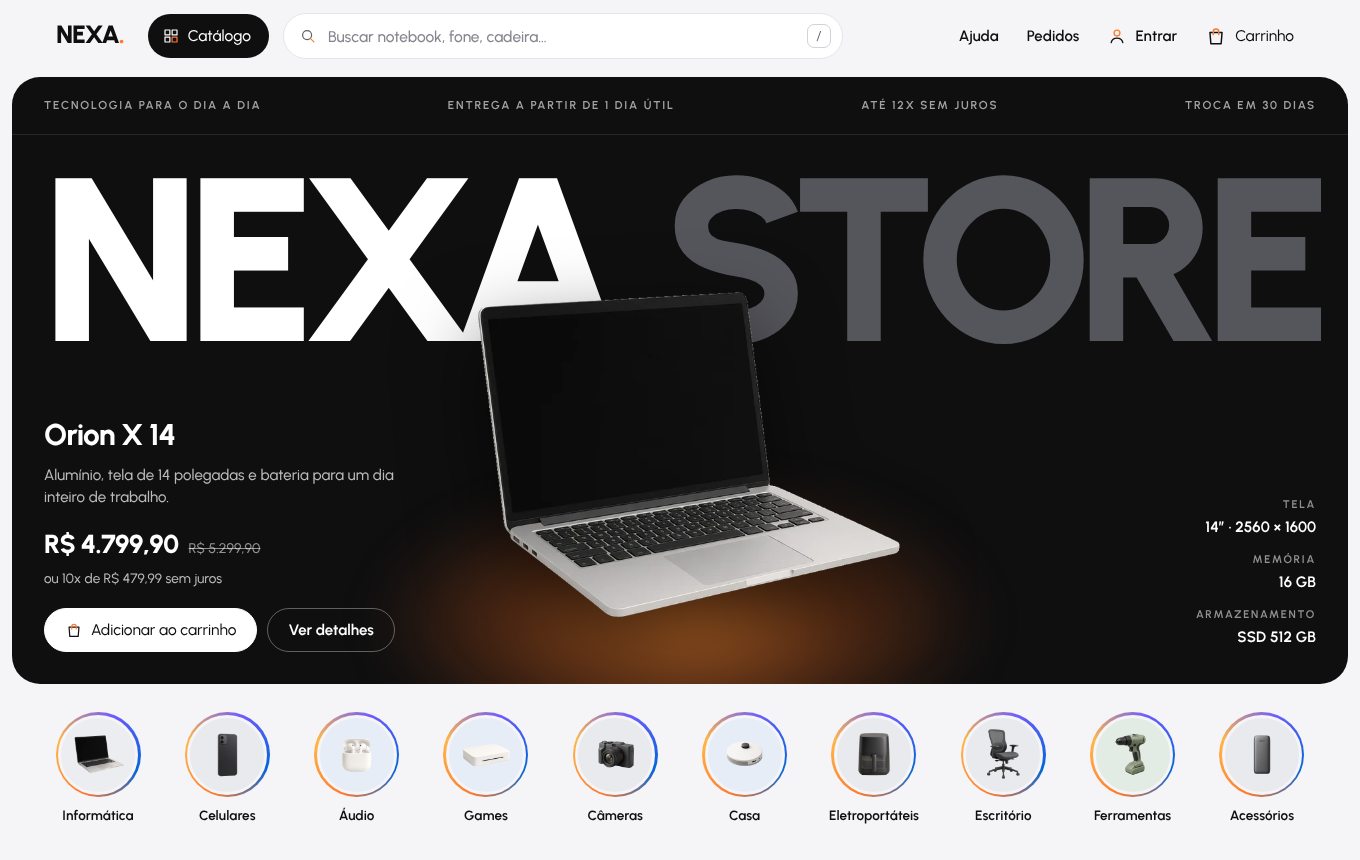 NEXA.
Catálogo
Buscar notebook, fone, cadeira...
/
Ajuda
Pedidos
Entrar
Carrinho
TECNOLOGIA PARA O DIA A DIA
ENTREGA A PARTIR DE 1 DIA ÚTIL
ATÉ 12X SEM JUROS
TROCA EM 30 DIAS
NEXA STORE
Orion X 14
Alumínio, tela de 14 polegadas e bateria para um dia
inteiro de trabalho.
R$ 4.799,90 R$ 5.299,90
ou 10x de R$ 479,99 sem juros
Adicionar ao carrinho
Ver detalhes
TELA
14" · 2560 × 1600
MEMÓRIA
16 GB
ARMAZENAMENTO
SSD 512 GB
Informática
Celulares
Áudio
Games
Câmeras
Casa
Eletroportáteis
Escritório
Ferramentas
Acessórios